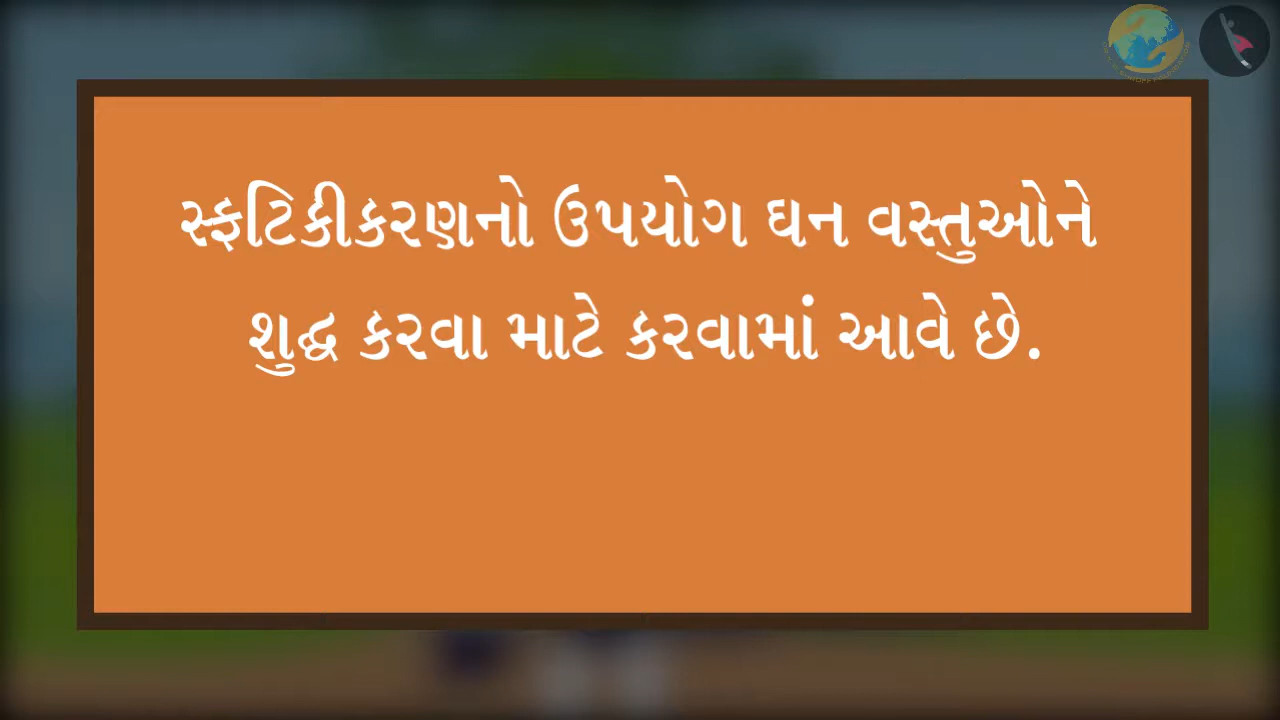 સ્ફટિકીકરણનો ઉપયોગ ઘન વસ્તુઓને
શુદ્ધ કરવા માટે કરવામાં આવે છે.